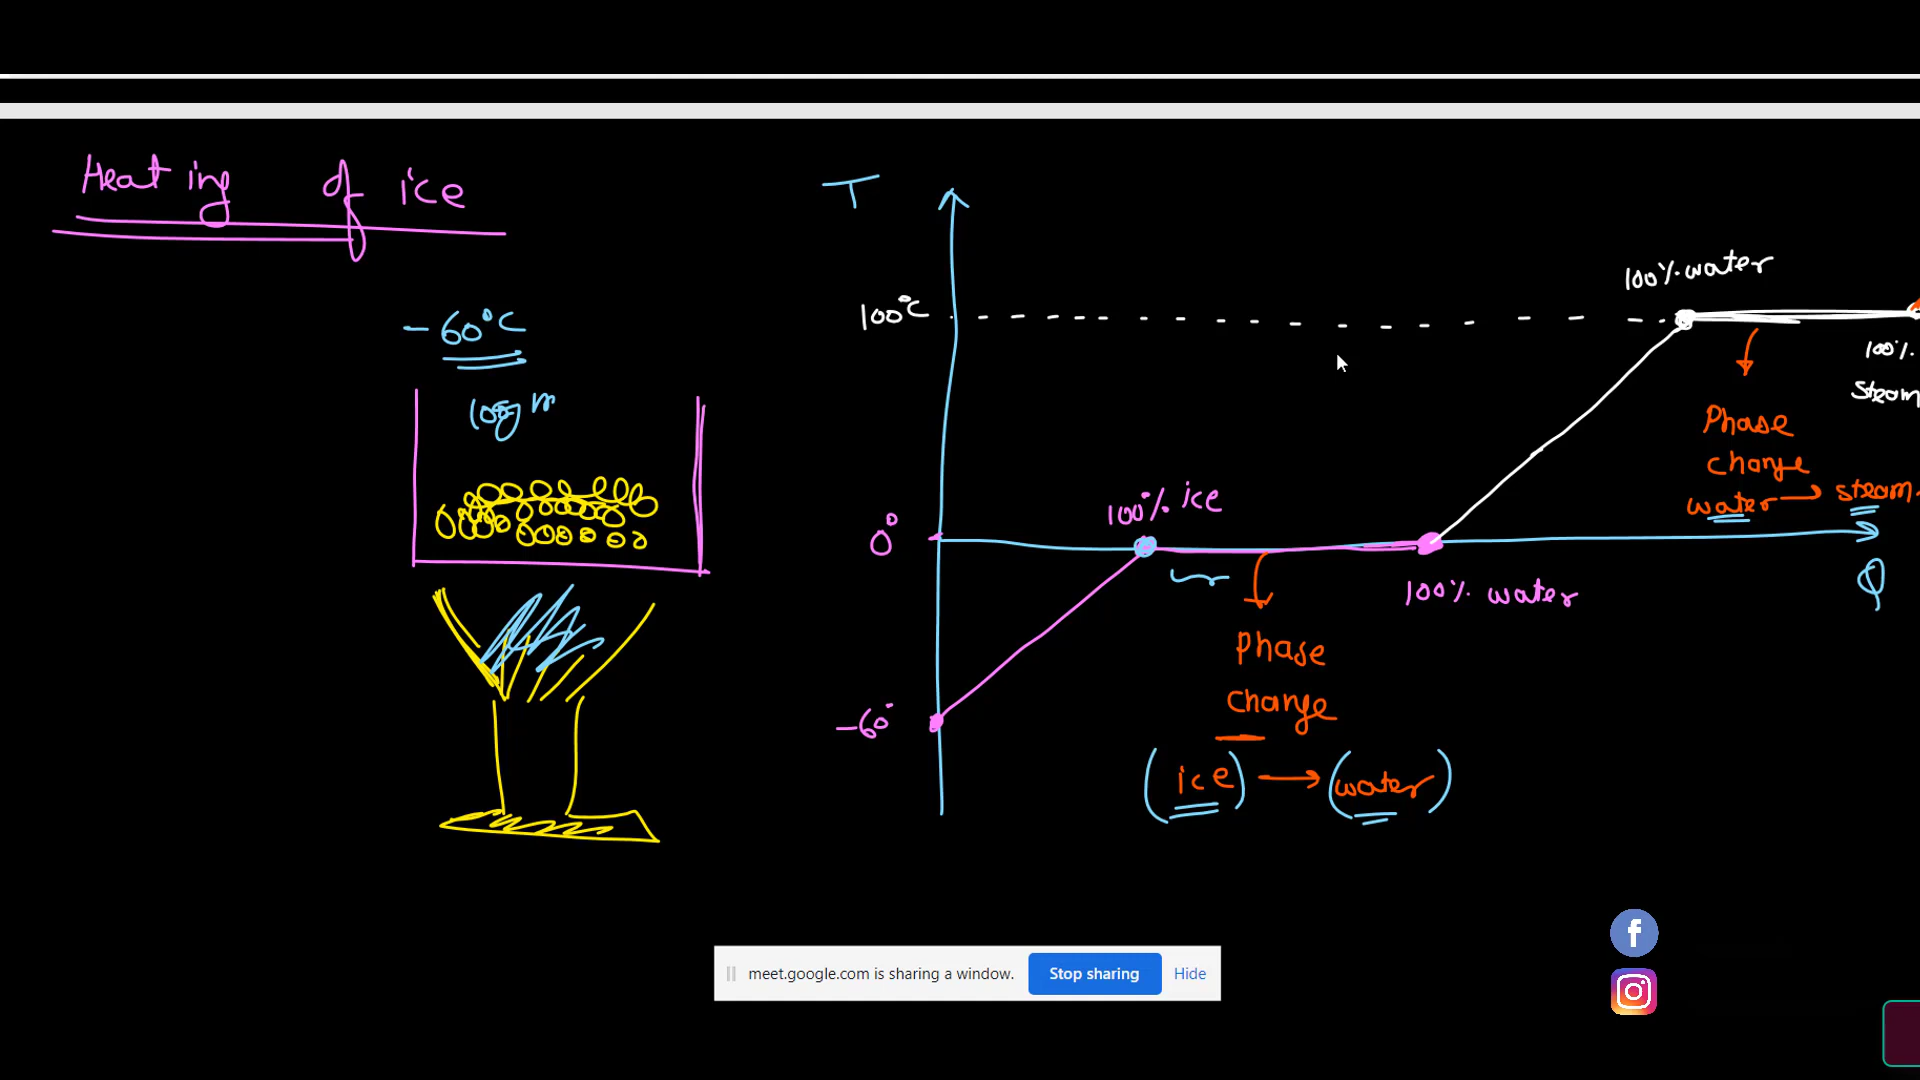 Heating of ice
T
-60°C
100°C
100% water
100%
Steam
Phase
change
water → steam
100% ice
0°
100% water
Q
Phase
change
-60°
(ice) → (water)
meet.google.com is sharing a window. Stop sharing Hide